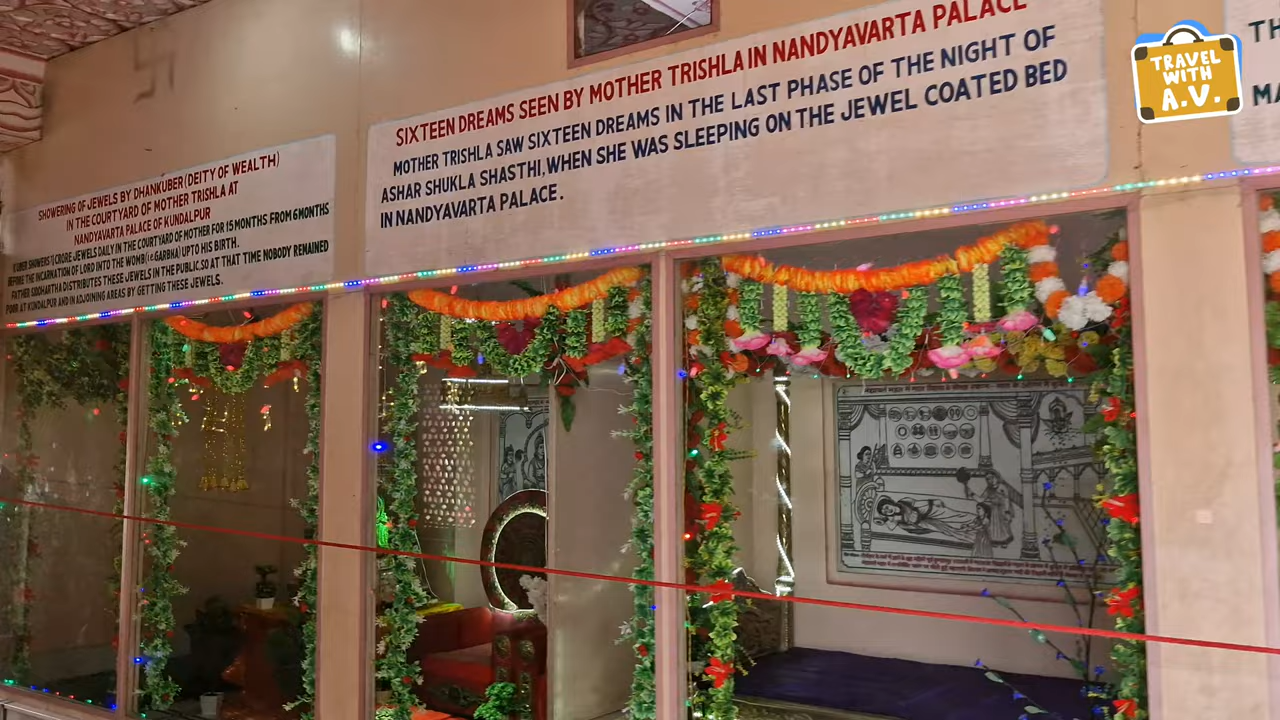 SHOWERING OF JEWELS BY DHANKUBER (DEITY OF WEALTH)
IN THE COURTYARD OF MOTHER TRISHLA AT
NANDYAVARTA PALACE OF KUNDALPUR
SHOWERS CRORE JEWELS DAILY IN THE COURTYARD OF MOTHER FOR 15 MONTHS FROM 6 MONTHS
BEFORE THE INCARNATION OF LORD INTO THE WOMB (i.e. GARBHA) UPTO HIS BIRTH.
FATHER SIDDHARTHA DISTRIBUTES THESE JEWELS IN THE PUBLIC. SO AT THAT TIME NOBODY REMAINED
POOR AT KUNDALPUR AND IN ADJOINING AREAS BY GETTING THESE JEWELS.
SIXTEEN DREAMS SEEN BY MOTHER TRISHLA IN NANDYAVARTA PALACE
MOTHER TRISHLA SAW SIXTEEN DREAMS IN THE LAST PHASE OF THE NIGHT OF
ASHAR SHUKLA SHASTHI, WHEN SHE WAS SLEEPING ON THE JEWEL COATED BED
IN NANDYAVARTA PALACE.
TRAVEL
WITH
A.V.